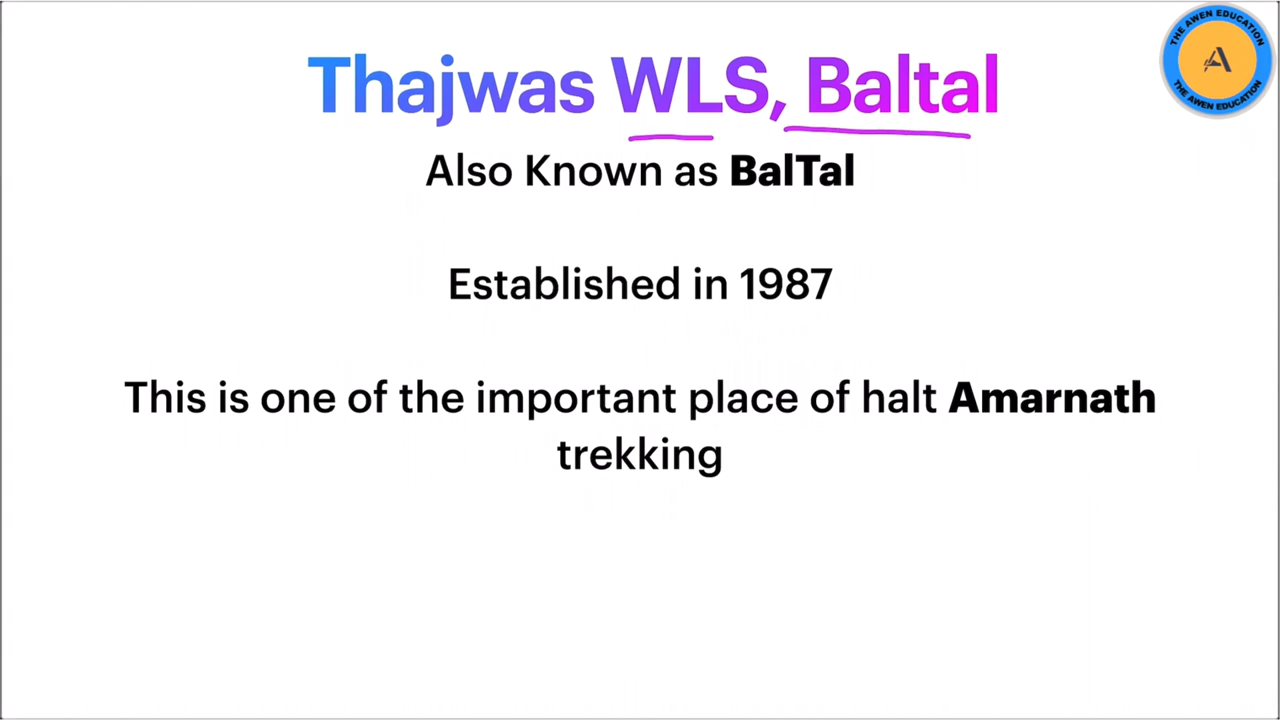 Thajwas WLS, Baltal
Also Known as BalTal
Established in 1987
This is one of the important place of halt Amarnath
trekking
THE AWEN EDUCATION
A
THE AWEN EDUCATION